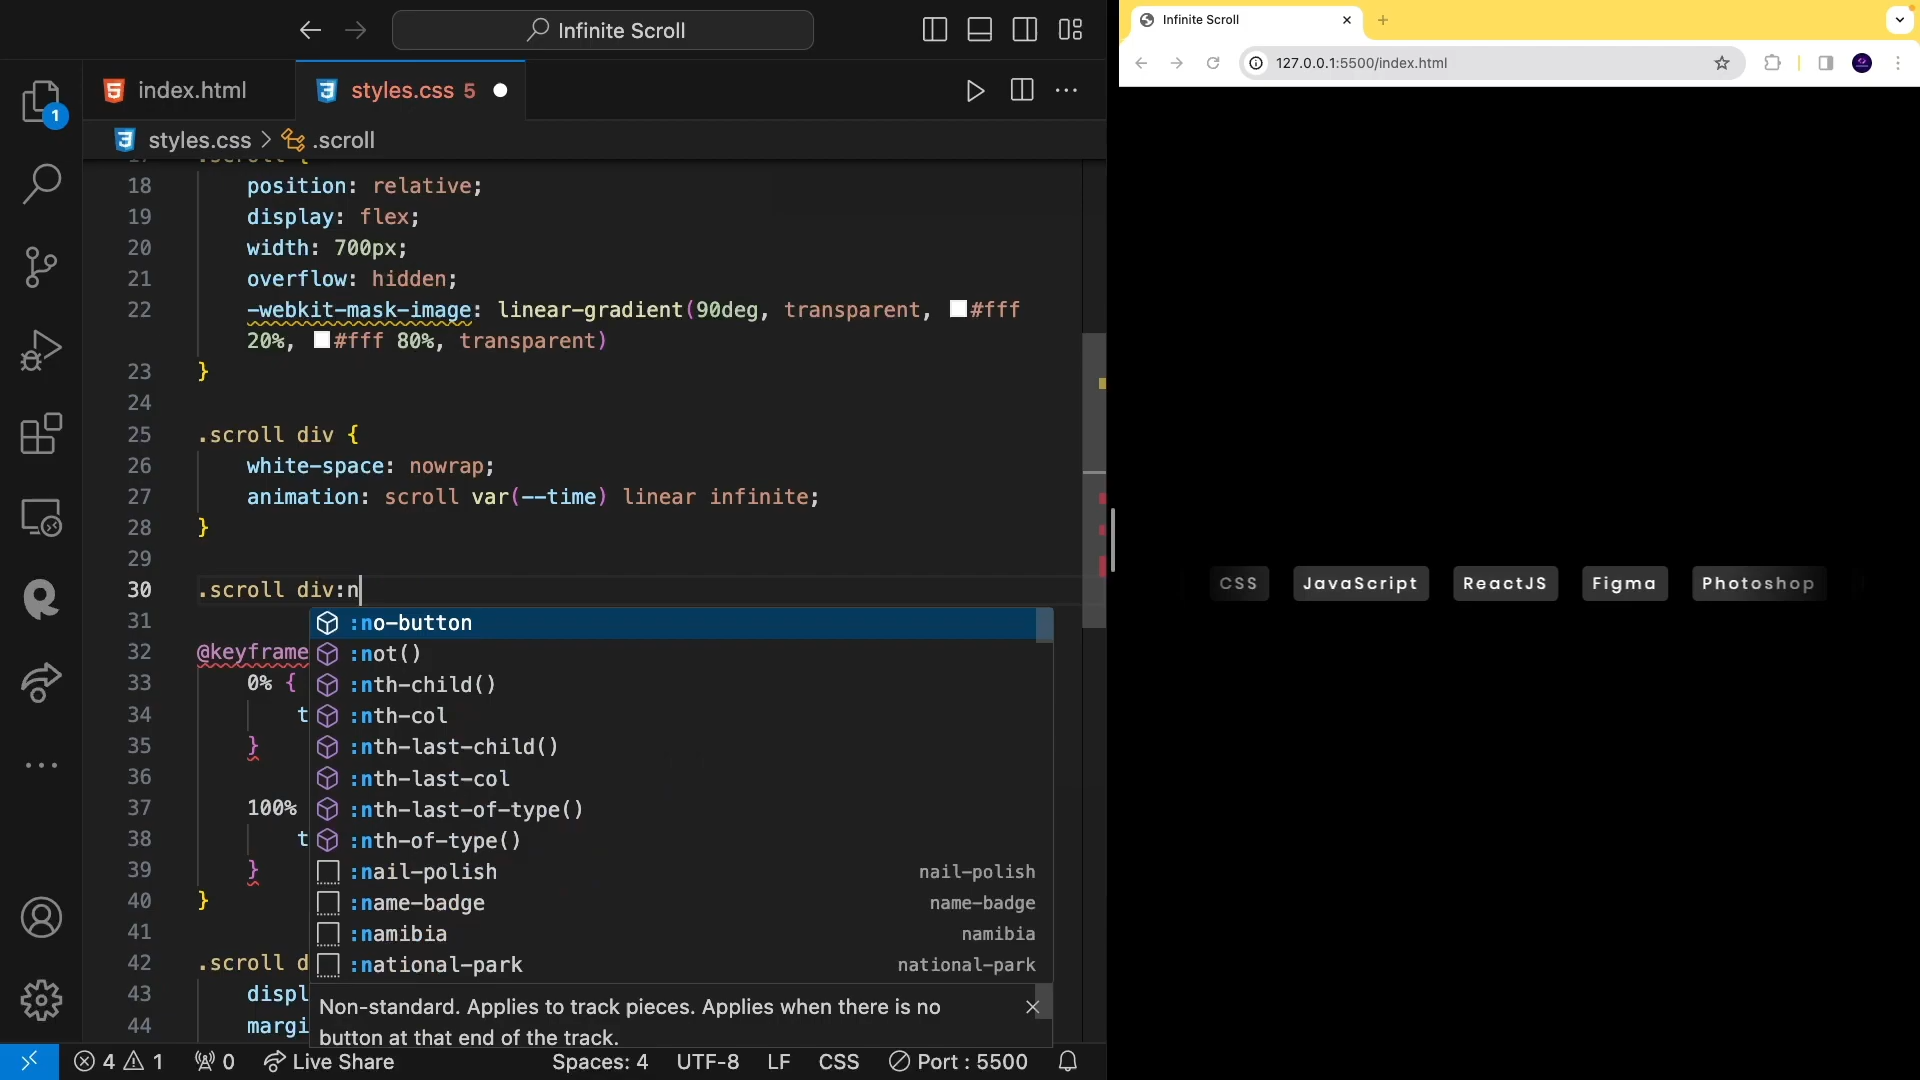 Infinite Scroll
index.html
styles.css 5
styles.css > .scroll
18 position: relative;
19 display: flex;
20 width: 700px;
21 overflow: hidden;
22 -webkit-mask-image: linear-gradient(90deg, transparent, #fff
20%, #fff 80%, transparent)
23 }
24
25 .scroll div {
26 white-space: nowrap;
27 animation: scroll var(--time) linear infinite;
28 }
29
30 .scroll div:n
31
:no-button
32 @keyframe
:not()
33 0% {
:nth-child()
34 t
:nth-col
35 }
:nth-last-child()
36
:nth-last-col
37 100%
:nth-last-of-type()
38 t
:nth-of-type()
39 }
:nail-polish nail-polish
40 }
:name-badge name-badge
41
:namibia namibia
42 .scroll d
:national-park national-park
43 displ
44 margi
Non-standard. Applies to track pieces. Applies when there is no
button at that end of the track.
1
4 1 0 Live Share Spaces: 4 UTF-8 LF CSS Port : 5500
Infinite Scroll
127.0.0.1:5500/index.html
CSS JavaScript ReactJS Figma Photoshop